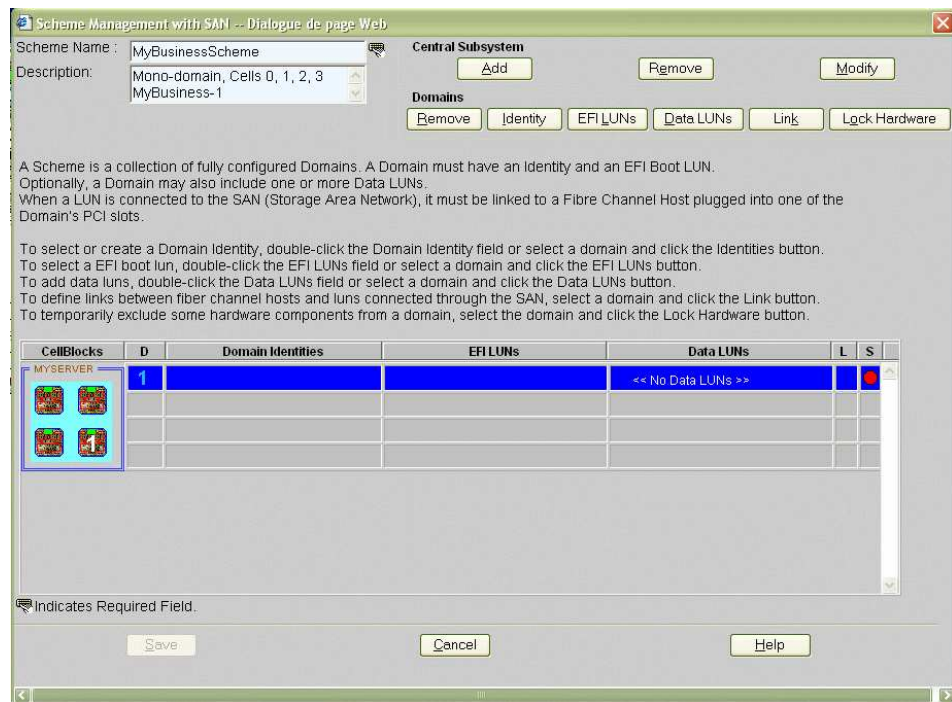 Scheme Management with SAN -- Dialogue de page Web
Scheme Name :
MyBusinessScheme
Description:
Mono-domain, Cells 0, 1, 2, 3
MyBusiness-1
Central Subsystem
Add
Remove
Modify
Domains
Remove
Identity
EFI LUNs
Data LUNs
Link
Lock Hardware
A Scheme is a collection of fully configured Domains. A Domain must have an Identity and an EFI Boot LUN.
Optionally, a Domain may also include one or more Data LUNs.
When a LUN is connected to the SAN (Storage Area Network), it must be linked to a Fibre Channel Host plugged into one of the
Domain's PCI slots.
To select or create a Domain Identity, double-click the Domain Identity field or select a domain and click the Identities button.
To select a EFI boot lun, double-click the EFI LUNs field or select a domain and click the EFI LUNs button.
To add data luns, double-click the Data LUNs field or select a domain and click the Data LUNs button.
To define links between fiber channel hosts and luns connected through the SAN, select a domain and click the Link button.
To temporarily exclude some hardware components from a domain, select the domain and click the Lock Hardware button.
CellBlocks D Domain Identities EFI LUNs Data LUNs L S
MYSERVER
1 << No Data LUNs >>
1
Indicates Required Field.
Save
Cancel
Help